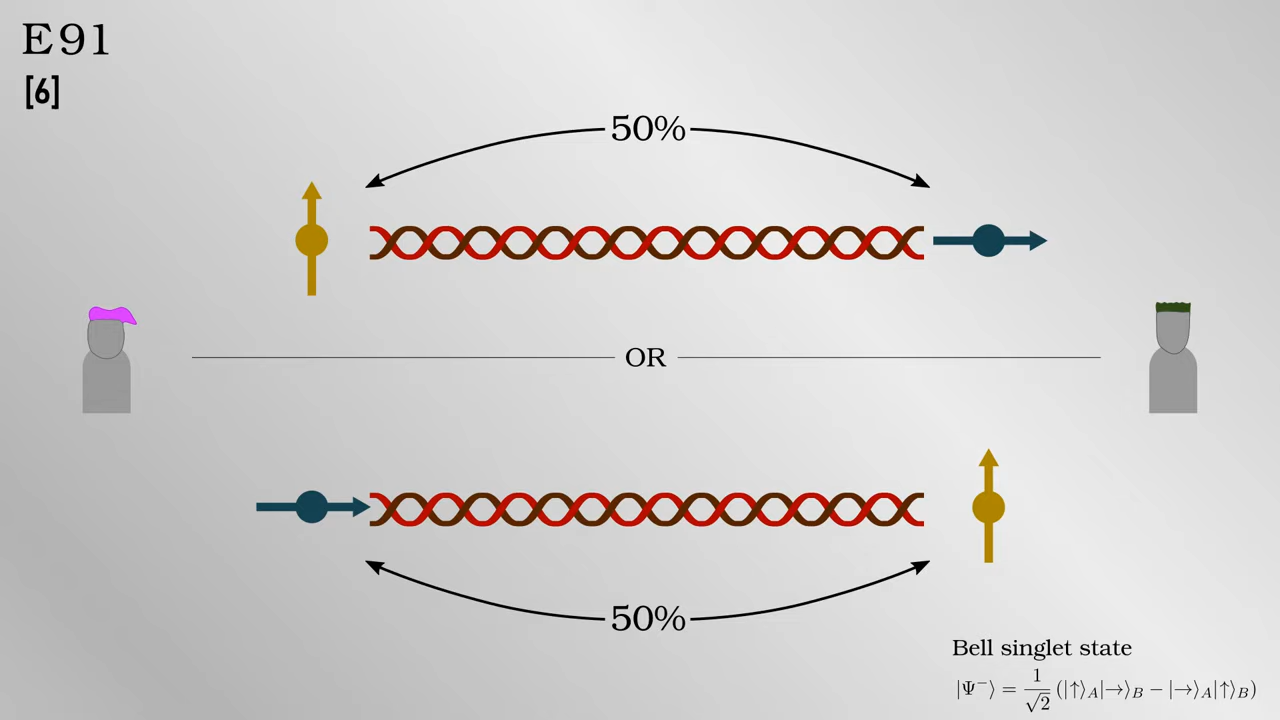 E91
[6]
50%
OR
50%
Bell singlet state
|Ψ⁻⟩ = 1/√2 (|↑⟩_A|→⟩_B − |→⟩_A|↑⟩_B)